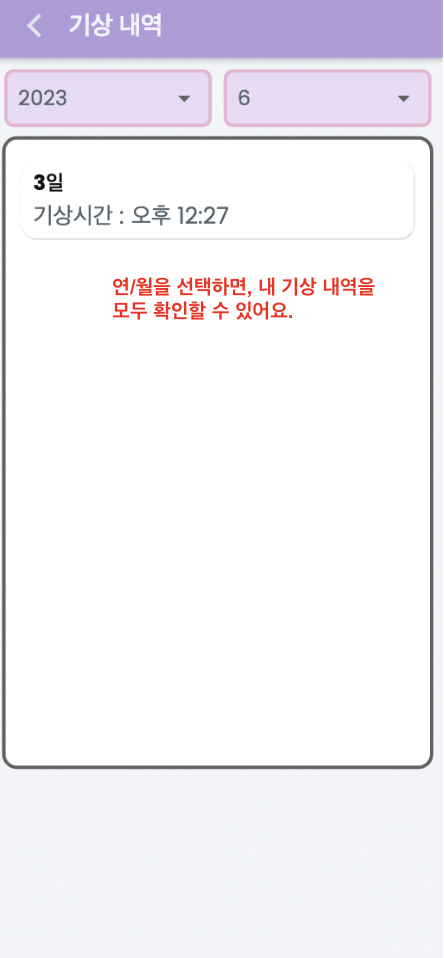 기상 내역
2023
6
3일
기상시간 : 오후 12:27
연/월을 선택하면, 내 기상 내역을
모두 확인할 수 있어요.